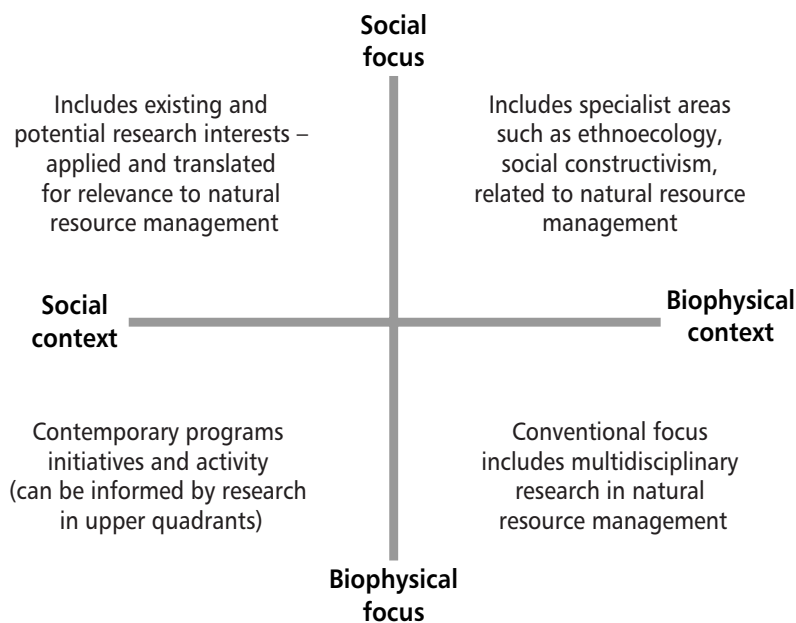 Social
focus
Includes existing and
potential research interests –
applied and translated
for relevance to natural
resource management
Includes specialist areas
such as ethnoecology,
social constructivism,
related to natural resource
management
Social
context
Biophysical
context
Contemporary programs
initiatives and activity
(can be informed by research
in upper quadrants)
Conventional focus
includes multidisciplinary
research in natural
resource management
Biophysical
focus